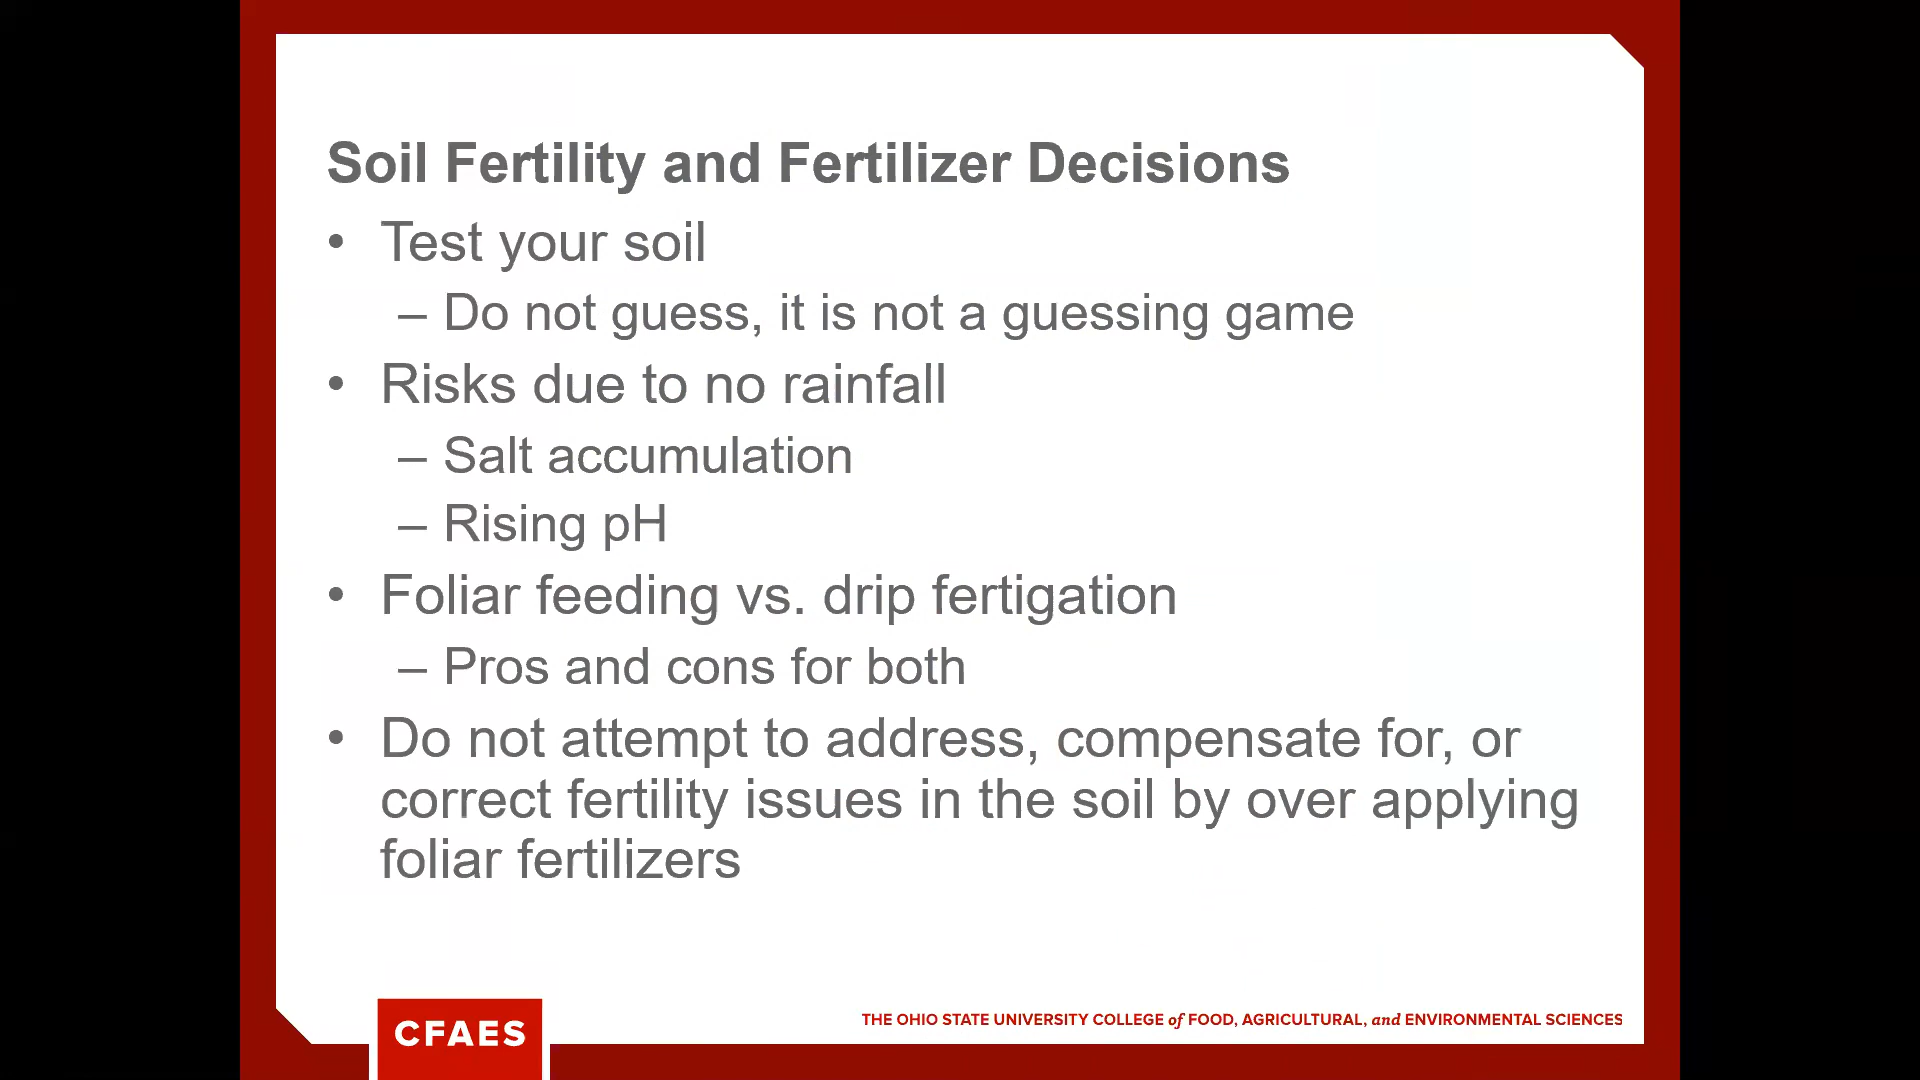 Soil Fertility and Fertilizer Decisions
• Test your soil
– Do not guess, it is not a guessing game
• Risks due to no rainfall
– Salt accumulation
– Rising pH
• Foliar feeding vs. drip fertigation
– Pros and cons for both
• Do not attempt to address, compensate for, or
correct fertility issues in the soil by over applying
foliar fertilizers
CFAES
THE OHIO STATE UNIVERSITY COLLEGE of FOOD, AGRICULTURAL, and ENVIRONMENTAL SCIENCES